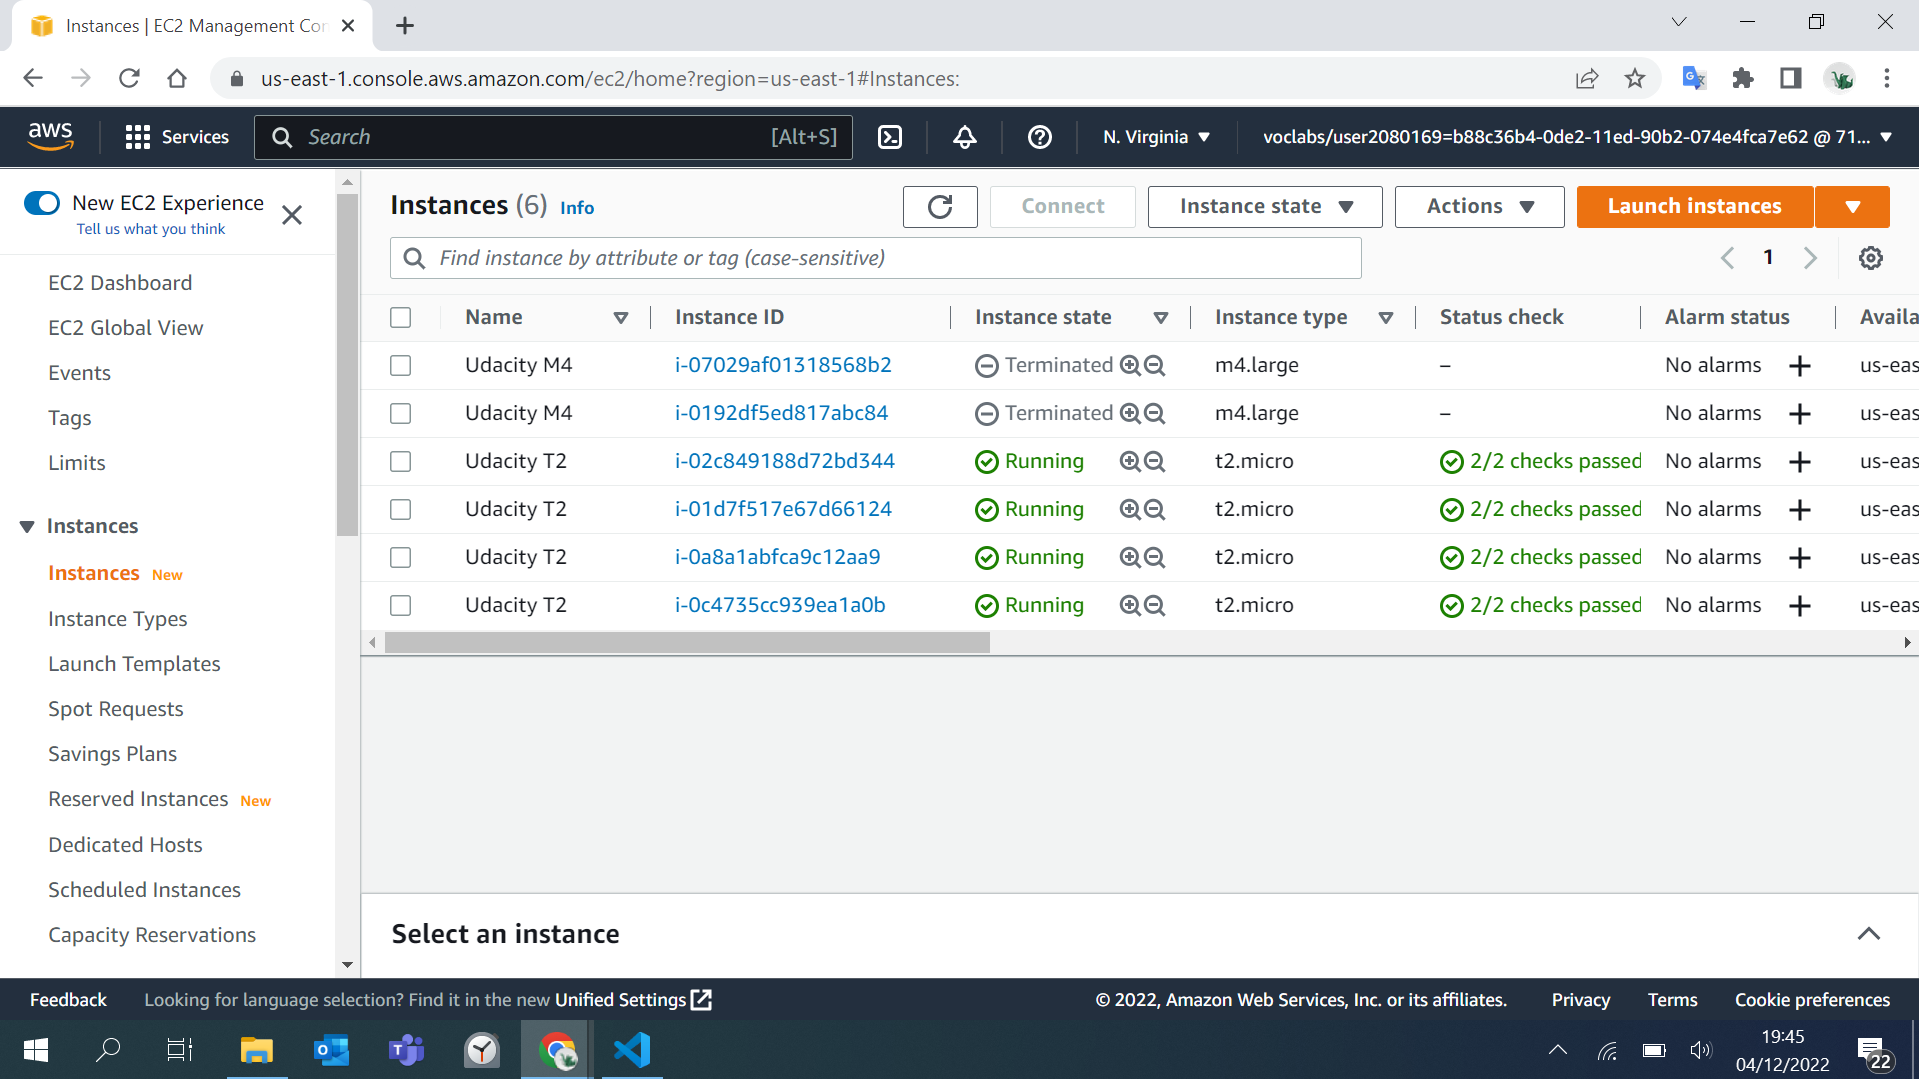 Instances | EC2 Management Con
us-east-1.console.aws.amazon.com/ec2/home?region=us-east-1#Instances:
aws
Services
Search
[Alt+S]
N. Virginia
voclabs/user2080169=b88c36b4-0de2-11ed-90b2-074e4fca7e62 @ 71...
New EC2 Experience
Tell us what you think
EC2 Dashboard
EC2 Global View
Events
Tags
Limits
Instances
Instances New
Instance Types
Launch Templates
Spot Requests
Savings Plans
Reserved Instances New
Dedicated Hosts
Scheduled Instances
Capacity Reservations
Instances (6) Info
Connect
Instance state
Actions
Launch instances
Find instance by attribute or tag (case-sensitive)
1
Name Instance ID Instance state Instance type Status check Alarm status Availa
Udacity M4 i-07029af01318568b2 Terminated m4.large – No alarms us-eas
Udacity M4 i-0192df5ed817abc84 Terminated m4.large – No alarms us-eas
Udacity T2 i-02c849188d72bd344 Running t2.micro 2/2 checks passed No alarms us-eas
Udacity T2 i-01d7f517e67d66124 Running t2.micro 2/2 checks passed No alarms us-eas
Udacity T2 i-0a8a1abfca9c12aa9 Running t2.micro 2/2 checks passed No alarms us-eas
Udacity T2 i-0c4735cc939ea1a0b Running t2.micro 2/2 checks passed No alarms us-eas
Select an instance
Feedback Looking for language selection? Find it in the new Unified Settings
© 2022, Amazon Web Services, Inc. or its affiliates. Privacy Terms Cookie preferences
19:45
04/12/2022
22